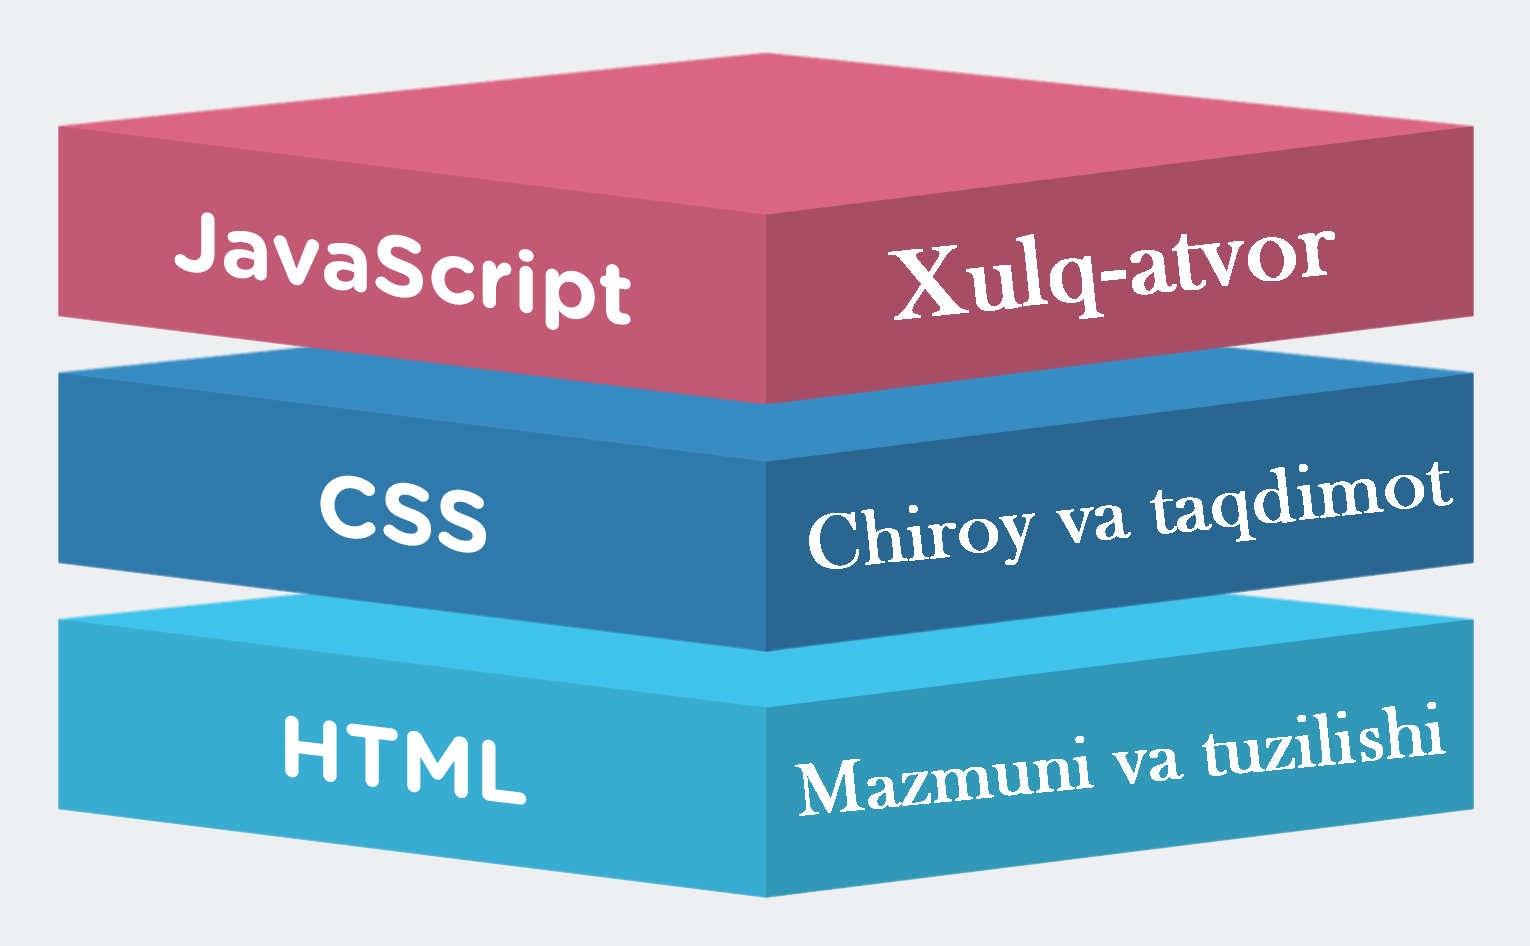 JavaScript
Xulq-atvor
CSS
Chiroy va taqdimot
HTML
Mazmuni va tuzilishi